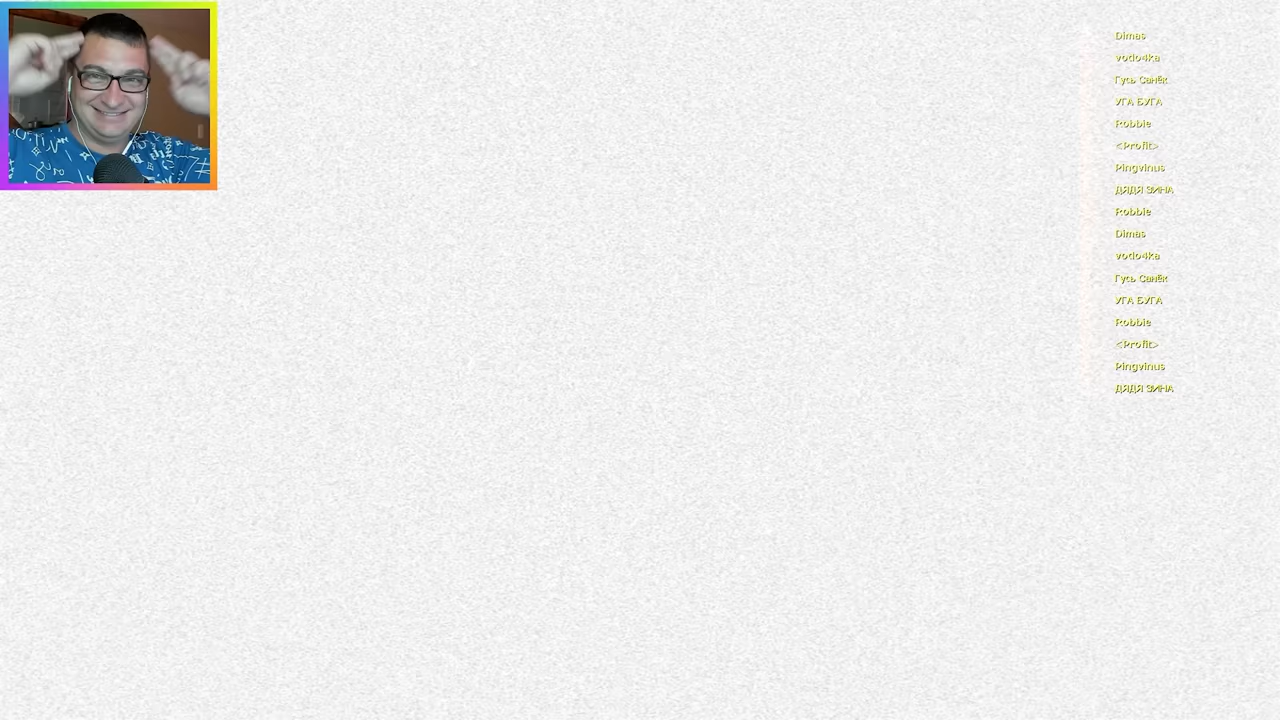 Dimas
vodo4ka
Гусь Санёк
УГА БУГА
Robbie
<Profit>
Pingvinus
ДЯДЯ ЗИНА
Robbie
Dimas
vodo4ka
Гусь Санёк
УГА БУГА
Robbie
<Profit>
Pingvinus
ДЯДЯ ЗИНА